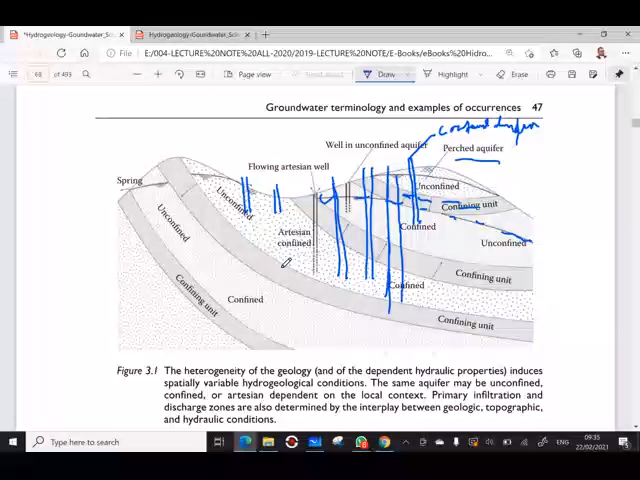 *Hydrogeology-Groundwater_Scie
Hydrogeology-Groundwater_Scien
File
E:/004-LECTURE%20NOTE%20ALL-2020/2019-LECTURE/NOTE/E-Books/eBooks%20Hidro
68 of 493
Page view
Read aloud
Draw
Highlight
Erase
Groundwater terminology and examples of occurrences 47
Well in unconfined aquifer
Perched aquifer
Flowing artesian well
Spring
Unconfined
Confining unit
Unconfined
Unconfined
Artesian
confined
Confined
Unconfined
Confining unit
Confined
Confined
Confining unit
Confining unit
Figure 3.1 The heterogeneity of the geology (and of the dependent hydraulic properties) induces
spatially variable hydrogeological conditions. The same aquifer may be unconfined,
confined, or artesian dependent on the local context. Primary infiltration and
discharge zones are also determined by the interplay between geologic, topographic,
and hydraulic conditions.
Type here to search
ENG
09:35
22/02/2021